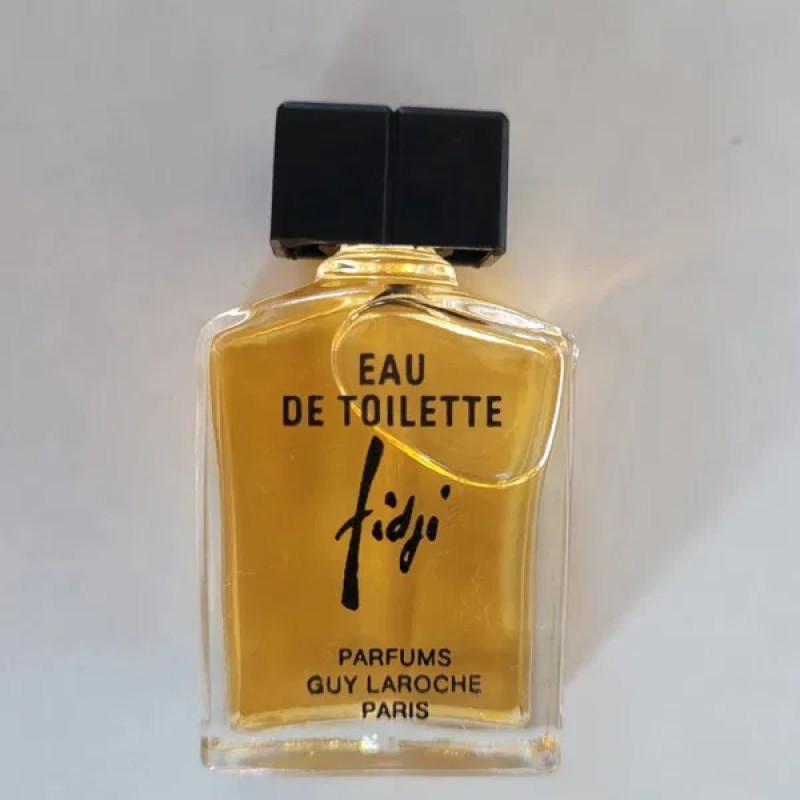 EAU
DE TOILETTE
fidji
PARFUMS
GUY LAROCHE
PARIS